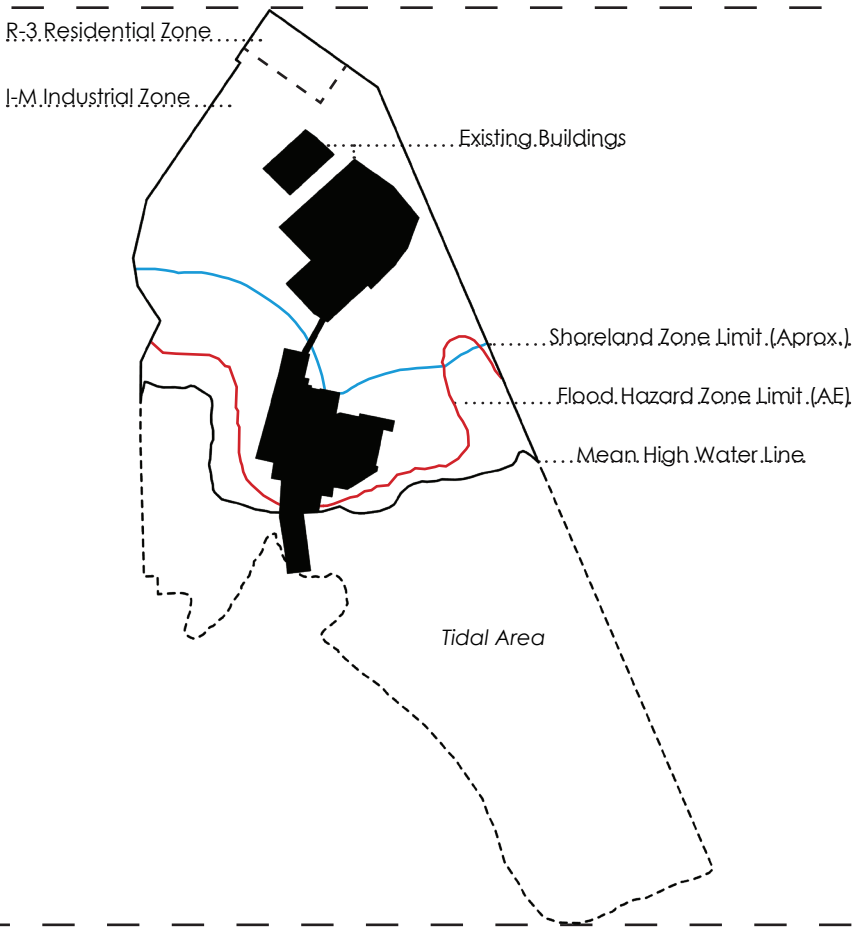 R-3 Residential Zone
I-M Industrial Zone
Existing Buildings
Shoreland Zone Limit (Aprox.)
Flood Hazard Zone Limit (AE)
Mean High Water Line
Tidal Area